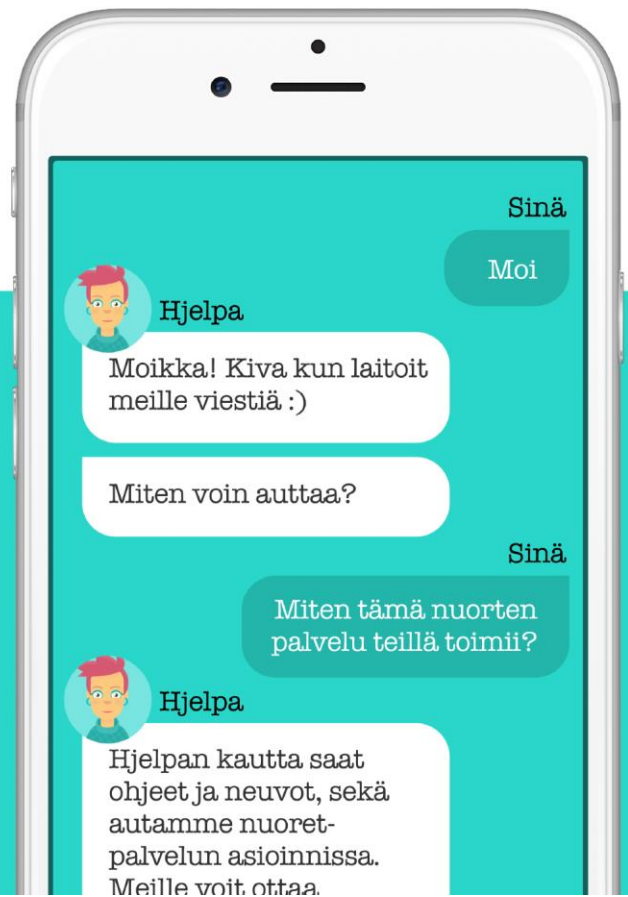 Sinä
Moi
Hjelpa
Moikka! Kiva kun laitoit
meille viestiä :)
Miten voin auttaa?
Sinä
Miten tämä nuorten
palvelu teillä toimii?
Hjelpa
Hjelpan kautta saat
ohjeet ja neuvot, sekä
autamme nuoret-
palvelun asioinnissa.
Meille voit ottaa